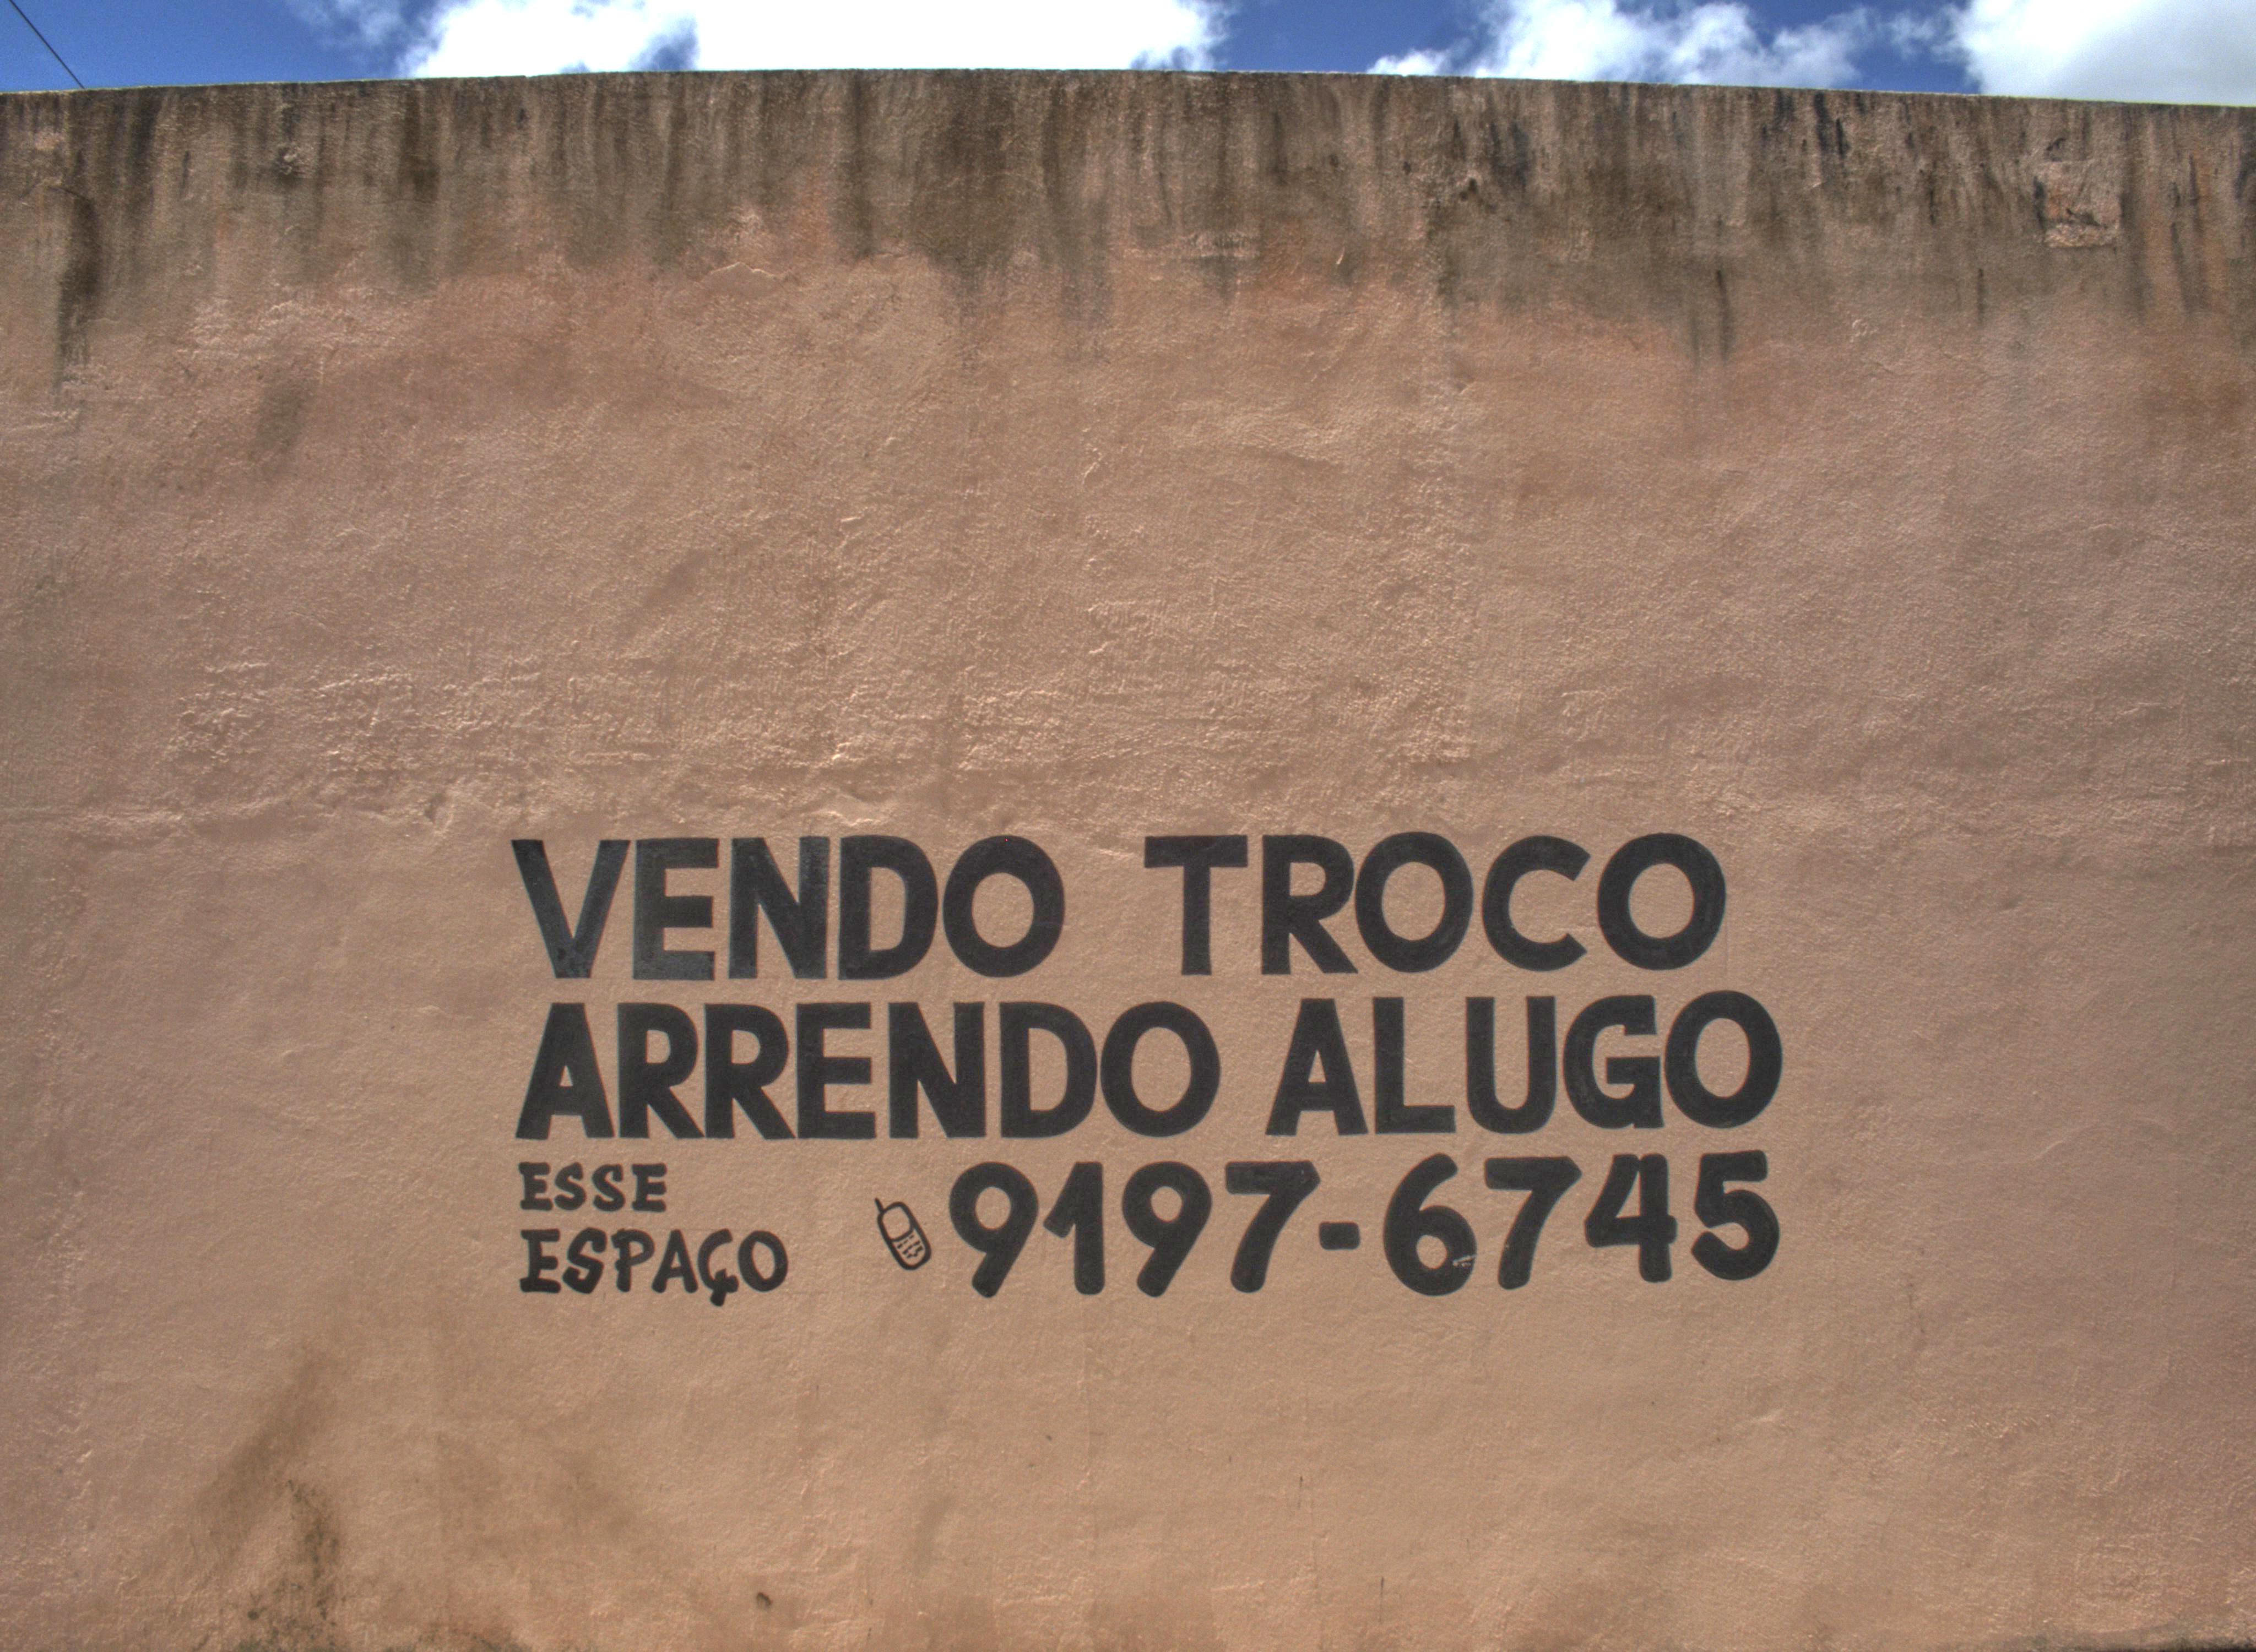 VENDO TROCO
ARRENDO ALUGO
ESSE
ESPAÇO
9197-6745